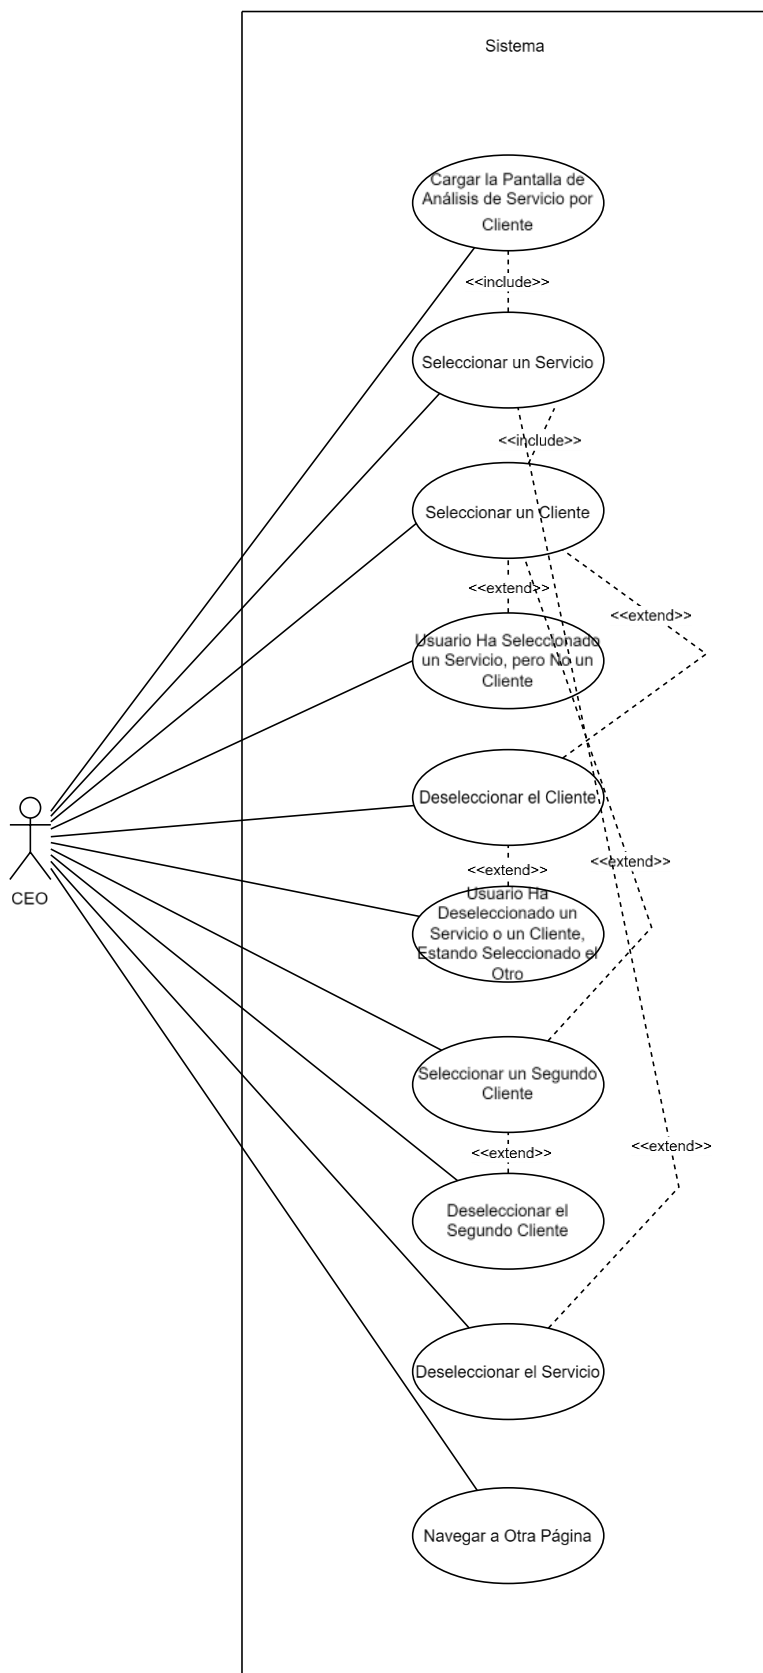 Sistema
Cargar la Pantalla de
Análisis de Servicio por
Cliente
<<include>>
Seleccionar un Servicio
<<include>>
Seleccionar un Cliente
<<extend>>
<<extend>>
Usuario Ha Seleccionado
un Servicio, pero No un
Cliente
Deseleccionar el Cliente
<<extend>>
<<extend>>
CEO
Usuario Ha
Deseleccionado un
Servicio o un Cliente,
Estando Seleccionado el
Otro
Seleccionar un Segundo
Cliente
<<extend>>
<<extend>>
Deseleccionar el
Segundo Cliente
Deseleccionar el Servicio
Navegar a Otra Página